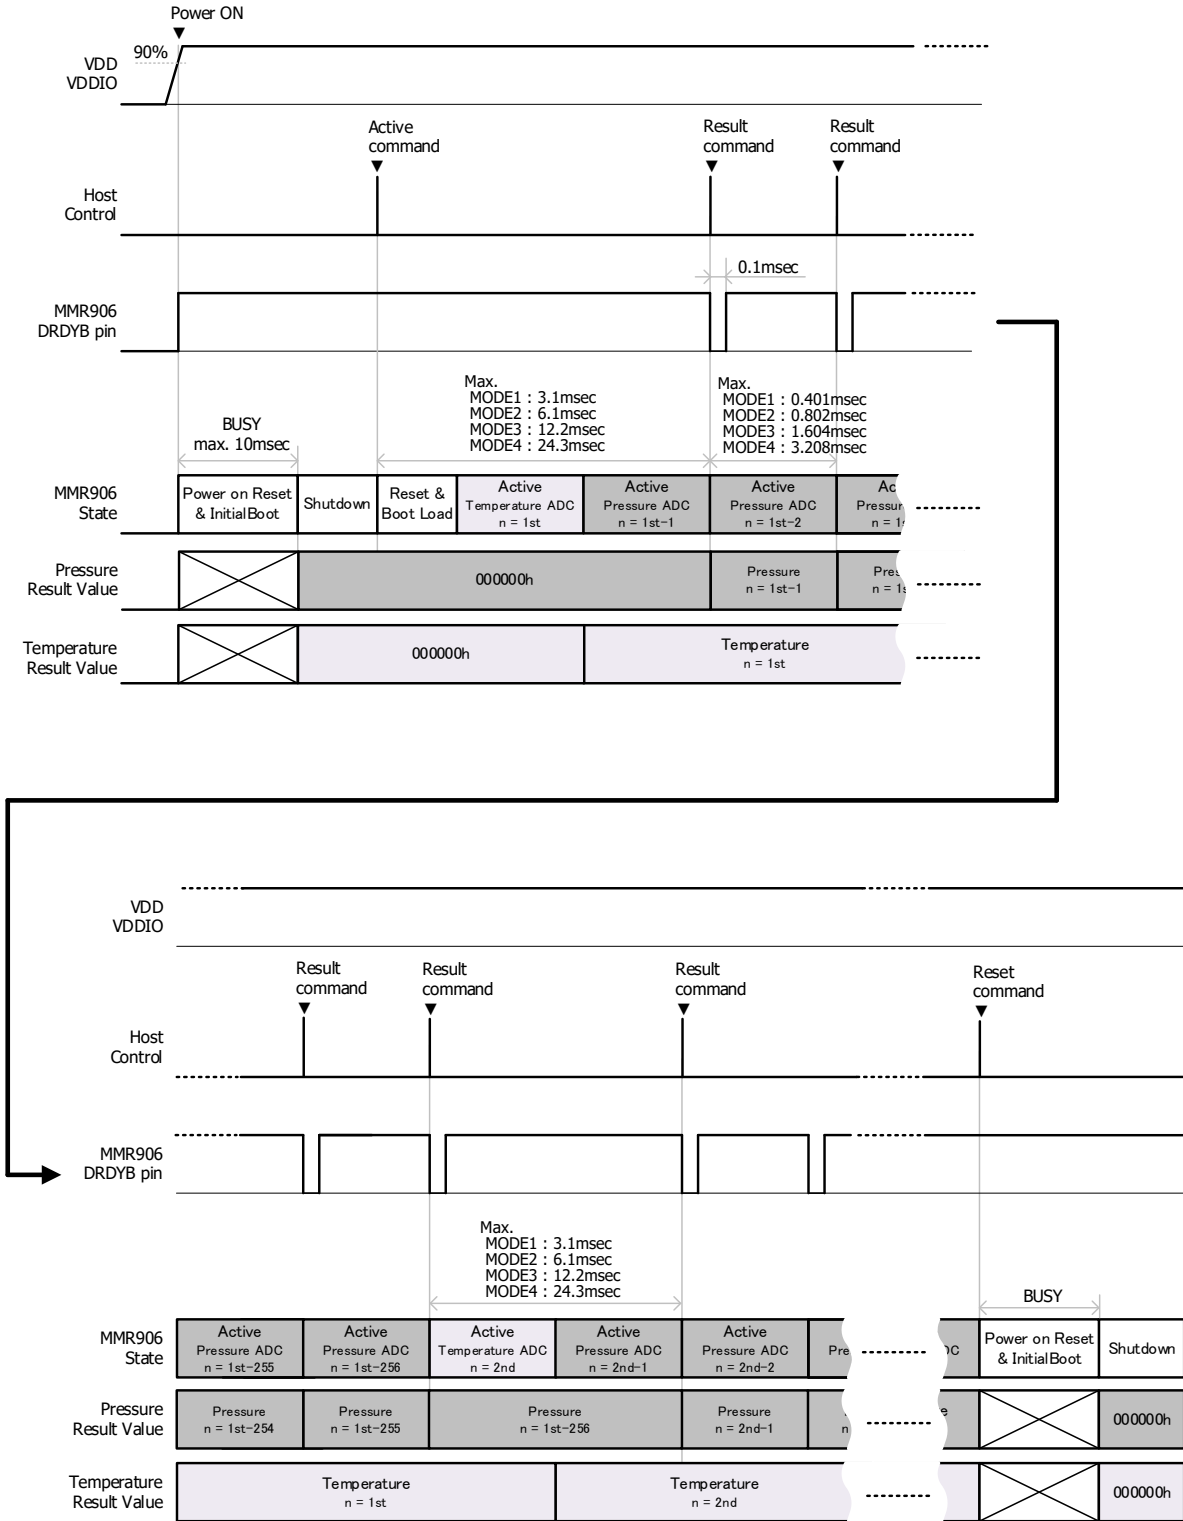 Power ON
90%
VDD
VDDIO
Active
command
Result
command
Result
command
Host
Control
0.1msec
MMR906
DRDYB pin
Max.
MODE1 : 3.1msec
MODE2 : 6.1msec
MODE3 : 12.2msec
MODE4 : 24.3msec
Max.
MODE1 : 0.401msec
MODE2 : 0.802msec
MODE3 : 1.604msec
MODE4 : 3.208msec
BUSY
max. 10msec
MMR906
State
Power on Reset
& InitialBoot
Shutdown
Reset &
Boot Load
Active
Temperature ADC
n = 1st
Active
Pressure ADC
n = 1st-1
Active
Pressure ADC
n = 1st-2
Pressure
Result Value
000000h
Pressure
n = 1st-1
Temperature
Result Value
000000h
Temperature
n = 1st
VDD
VDDIO
Result
command
Result
command
Result
command
Reset
command
Host
Control
MMR906
DRDYB pin
Max.
MODE1 : 3.1msec
MODE2 : 6.1msec
MODE3 : 12.2msec
MODE4 : 24.3msec
BUSY
MMR906
State
Active
Pressure ADC
n = 1st-255
Active
Pressure ADC
n = 1st-256
Active
Temperature ADC
n = 2nd
Active
Pressure ADC
n = 2nd-1
Active
Pressure ADC
n = 2nd-2
Power on Reset
& InitialBoot
Shutdown
Pressure
Result Value
Pressure
n = 1st-254
Pressure
n = 1st-255
Pressure
n = 1st-256
Pressure
n = 2nd-1
000000h
Temperature
Result Value
Temperature
n = 1st
Temperature
n = 2nd
000000h